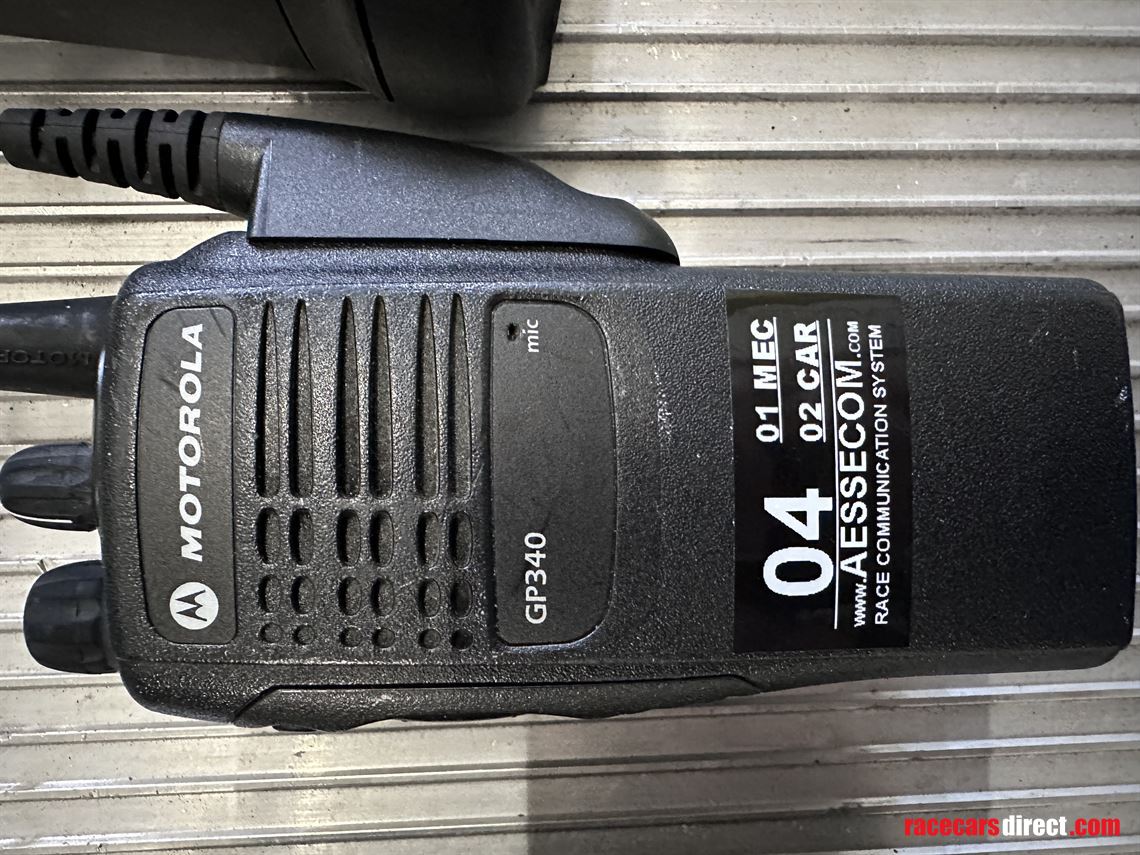 MOTOROLA
mic
GP340
01 MEC
02 CAR
04
www.AESSECOM.com
RACE COMMUNICATION SYSTEM
racecarsdirect.com